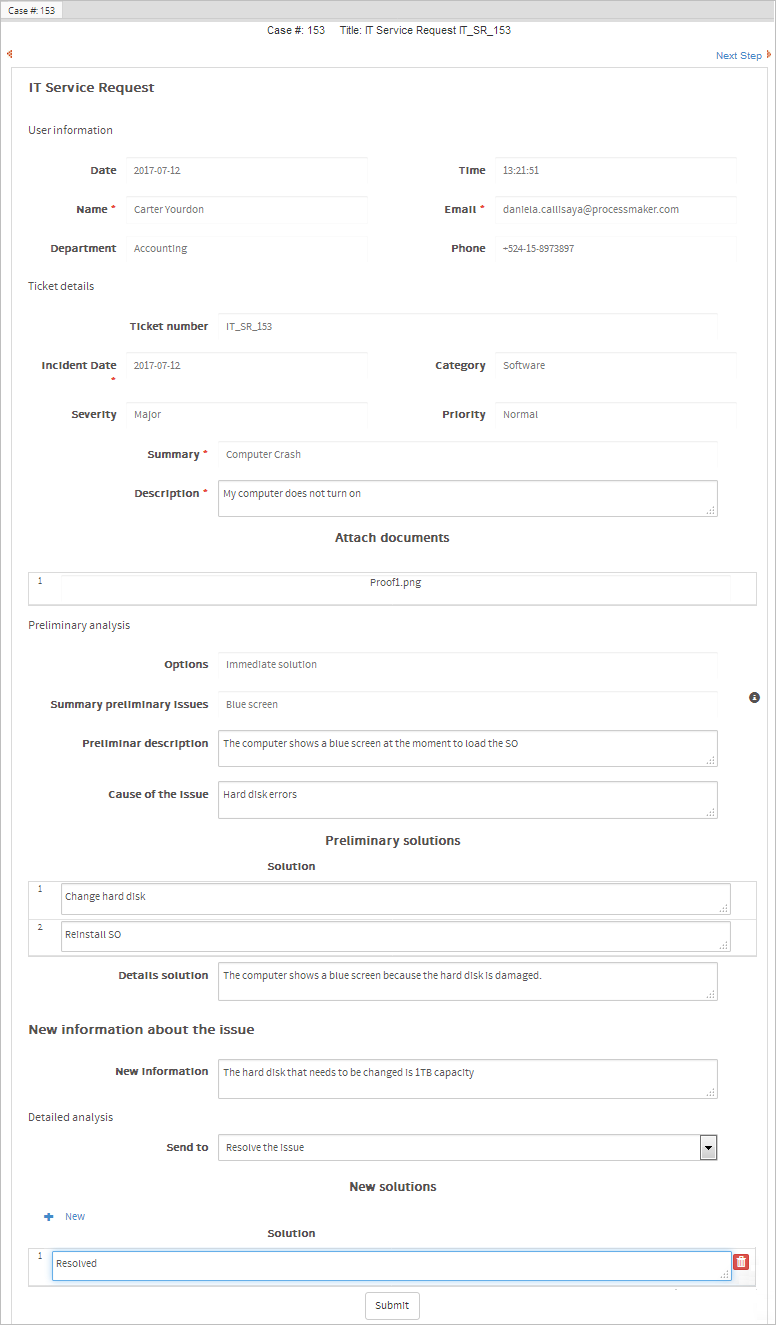 Case #: 153
Case #: 153 Title: IT Service Request IT_SR_153
Next Step
IT Service Request
User information
Date 2017-07-12 Time 13:21:51
Name * Carter Yourdon Email * daniela.callisaya@processmaker.com
Department Accounting Phone +524-15-8973897
Ticket details
Ticket number IT_SR_153
Incident Date * 2017-07-12 Category Software
Severity Major Priority Normal
Summary * Computer Crash
Description * My computer does not turn on
Attach documents
1 Proof1.png
Preliminary analysis
Options Immediate solution
Summary preliminary issues Blue screen
Preliminar description The computer shows a blue screen at the moment to load the SO
Cause of the issue Hard disk errors
Preliminary solutions
Solution
1 Change hard disk
2 Reinstall SO
Details solution The computer shows a blue screen because the hard disk is damaged.
New information about the issue
New information The hard disk that needs to be changed is 1TB capacity
Detailed analysis
Send to Resolve the issue
New solutions
New
Solution
1 Resolved
Submit